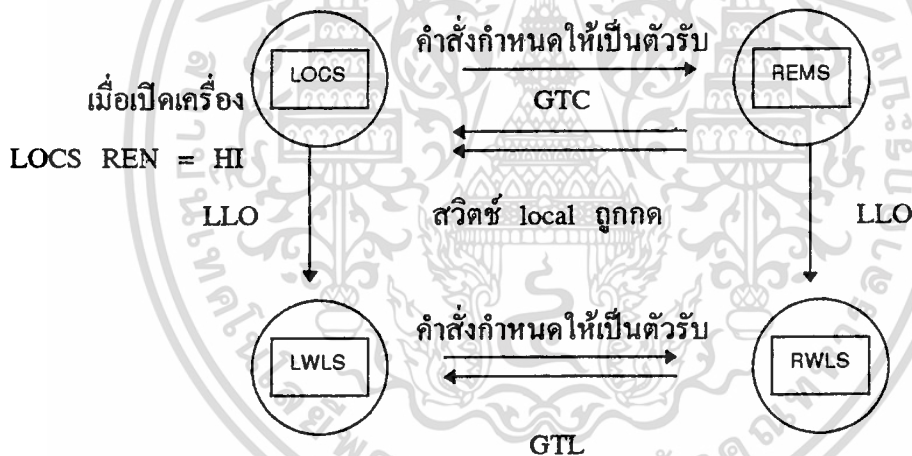 คำสั่งกำหนดให้เป็นตัวรับ
LOCS
REMS
เมื่อเปิดเครื่อง
GTC
LOCS REN = HI
LLO
สวิตช์ local ถูกกด
LLO
คำสั่งกำหนดให้เป็นตัวรับ
LWLS
RWLS
GTL